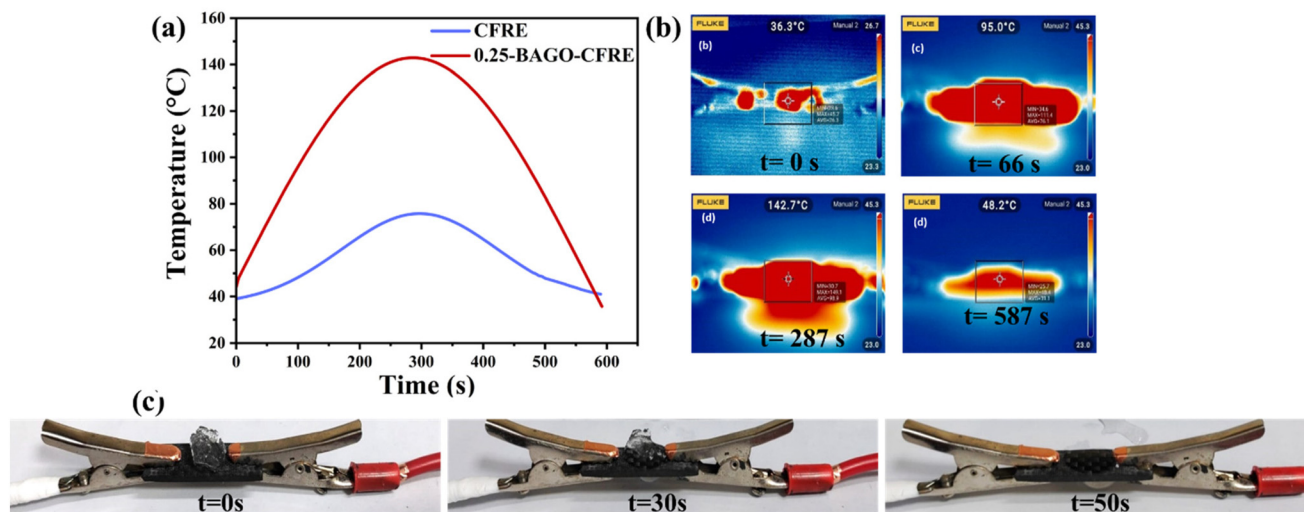 (a)
160
140
120
100
80
60
40
20
Temperature (°C)
CFRE
0.25-BAGO-CFRE
0 100 200 300 400 500 600
Time (s)
(b)
FLUKE 36.3°C Manual 2 26.7
(b)
t= 0 s
23.3
FLUKE 95.0°C Manual 2 45.3
(c)
t= 66 s
23.0
FLUKE 142.7°C Manual 2 45.3
(d)
t= 287 s
23.0
FLUKE 48.2°C Manual 2 45.3
(d)
t= 587 s
23.0
(c)
t=0s
t=30s
t=50s